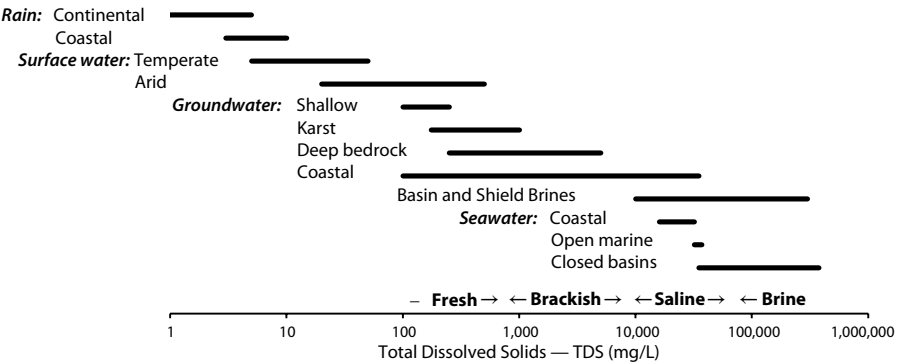 Rain: Continental
Coastal
Surface water: Temperate
Arid
Groundwater: Shallow
Karst
Deep bedrock
Coastal
Basin and Shield Brines
Seawater: Coastal
Open marine
Closed basins
– Fresh → ← Brackish → ← Saline → ← Brine
1 10 100 1,000 10,000 100,000 1,000,000
Total Dissolved Solids — TDS (mg/L)